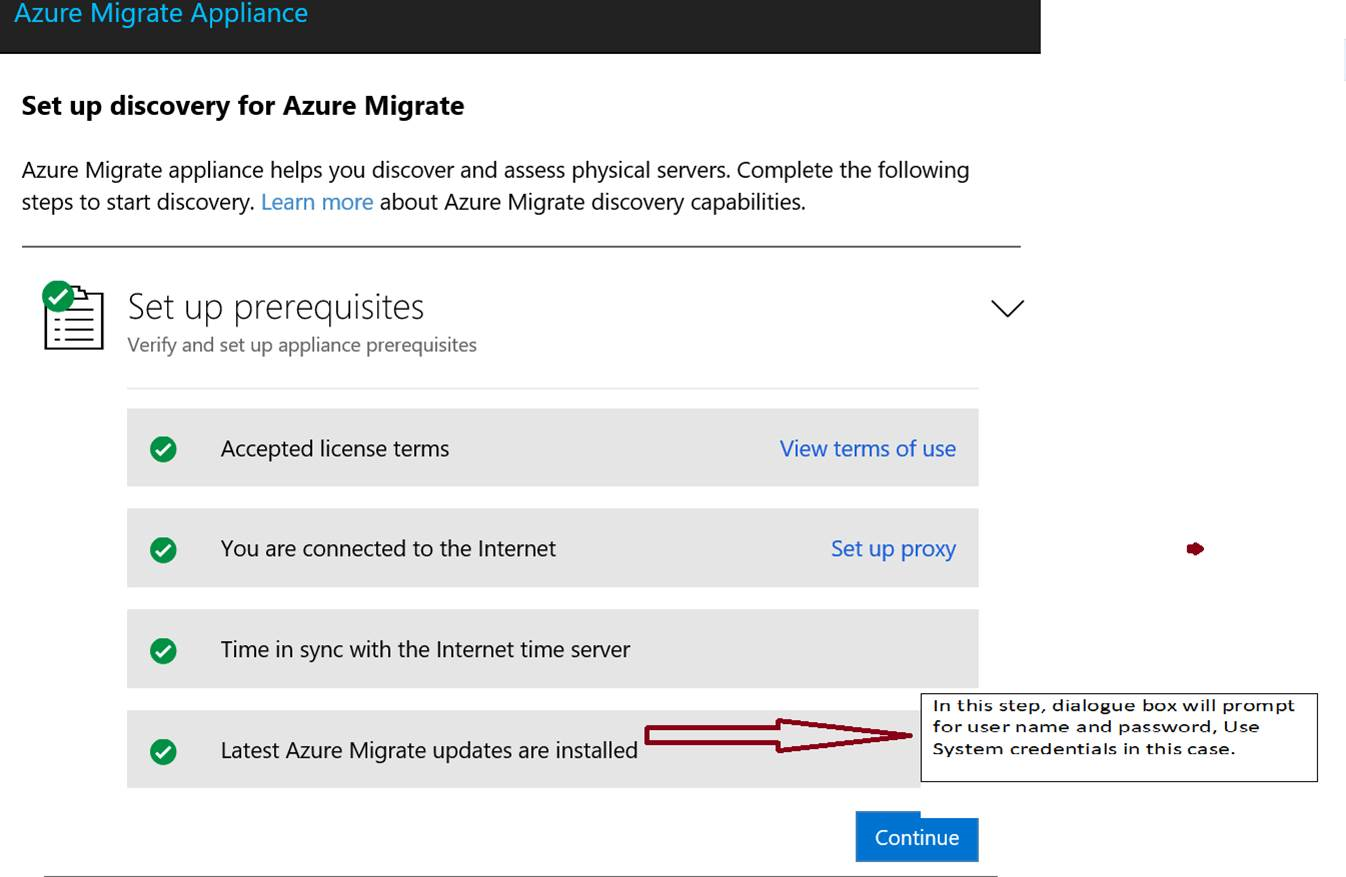 Azure Migrate Appliance
Set up discovery for Azure Migrate
Azure Migrate appliance helps you discover and assess physical servers. Complete the following
steps to start discovery. Learn more about Azure Migrate discovery capabilities.
Set up prerequisites
Verify and set up appliance prerequisites
Accepted license terms View terms of use
You are connected to the Internet Set up proxy
Time in sync with the Internet time server
Latest Azure Migrate updates are installed
In this step, dialogue box will prompt
for user name and password, Use
System credentials in this case.
Continue